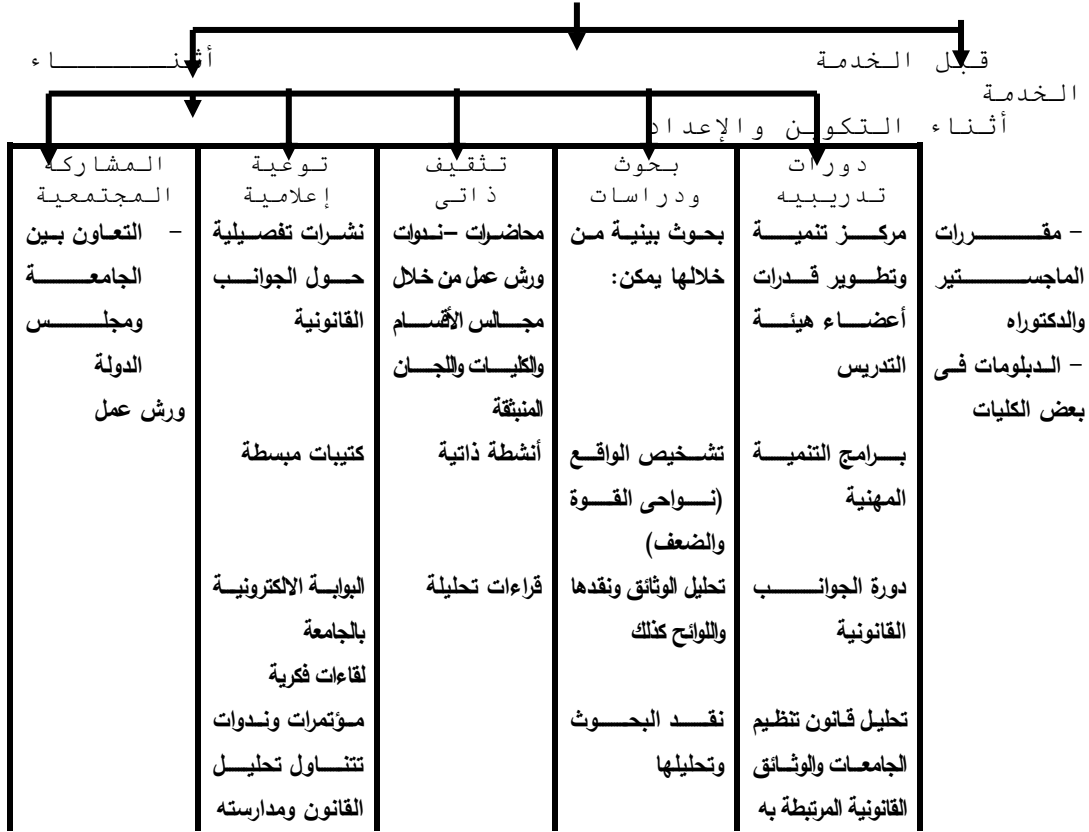 قبل الخدمة
أثناء
الخدمة
أثناء التكوين والإعداد
- مقررات
الماجستير
والدكتوراه
- الدبلومات فى
بعض الكليات
دورات
تدريبيه
مركز تنمية
وتطوير قدرات
أعضاء هيئة
التدريس
برامج التنمية
المهنية
دورة الجوانب
القانونية
تحليل قانون تنظيم
الجامعات والوثائق
القانونية المرتبطة به
بحوث
ودراسات
بحوث بينية من
خلالها يمكن:
تشخيص الواقع
(نواحى القوة
والضعف)
تحليل الوثائق ونقدها
واللوائح كذلك
نقد البحوث
وتحليلها
تثقيف
ذاتى
محاضرات –ندوات
ورش عمل من خلال
مجالس الأقسام
والكليات واللجان
المنبثقة
أنشطة ذاتية
قراءات تحليلة
توعية
إعلامية
نشرات تفصيلية
حول الجوانب
القانونية
كتيبات مبسطة
البوابة الالكترونية
بالجامعة
لقاءات فكرية
مؤتمرات وندوات
تتناول تحليل
القانون ومدارسته
المشاركة
المجتمعية
- التعاون بين
الجامعة
ومجلس
الدولة
ورش عمل